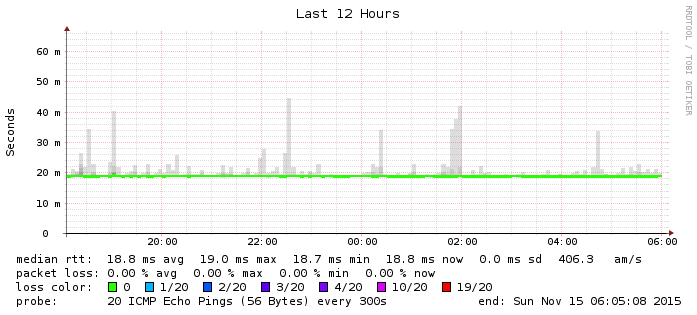 Last 12 Hours
RRDTOOL / TOBI OETIKER
Seconds
60 m
50 m
40 m
30 m
20 m
10 m
0
20:00 22:00 00:00 02:00 04:00 06:00
median rtt: 18.8 ms avg 19.0 ms max 18.7 ms min 18.8 ms now 0.0 ms sd 406.3 am/s
packet loss: 0.00 % avg 0.00 % max 0.00 % min 0.00 % now
loss color: 0 1/20 2/20 3/20 4/20 10/20 19/20
probe: 20 ICMP Echo Pings (56 Bytes) every 300s end: Sun Nov 15 06:05:08 2015